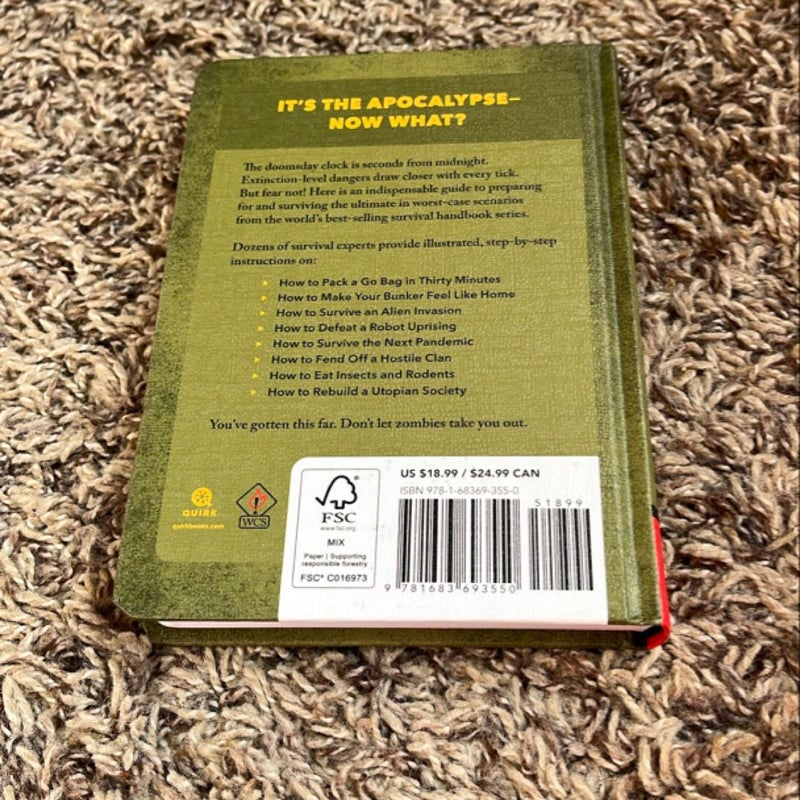 IT'S THE APOCALYPSE—
NOW WHAT?
The doomsday clock is seconds from midnight.
Extinction-level dangers draw closer with every tick.
But fear not! Here is an indispensable guide to preparing
for and surviving the ultimate in worst-case scenarios
from the world's best-selling survival handbook series.
Dozens of survival experts provide illustrated, step-by-step
instructions on:
How to Pack a Go Bag in Thirty Minutes
How to Make Your Bunker Feel Like Home
How to Survive an Alien Invasion
How to Defeat a Robot Uprising
How to Survive the Next Pandemic
How to Fend Off a Hostile Clan
How to Eat Insects and Rodents
How to Rebuild a Utopian Society
You've gotten this far. Don't let zombies take you out.
QUIRK
quirkbooks.com
WCS
FSC
www.fsc.org
MIX
Paper | Supporting
responsible forestry
FSC® C016973
US $18.99 / $24.99 CAN
ISBN 978-1-68369-355-0
51899
9 781683 693550